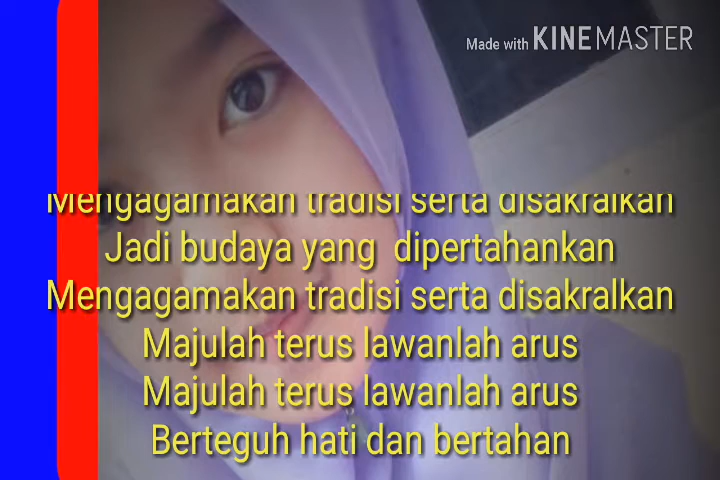 Made with KINEMASTER
Mengagamakan tradisi serta disakralkan
Jadi budaya yang dipertahankan
Mengagamakan tradisi serta disakralkan
Majulah terus lawanlah arus
Majulah terus lawanlah arus
Berteguh hati dan bertahan